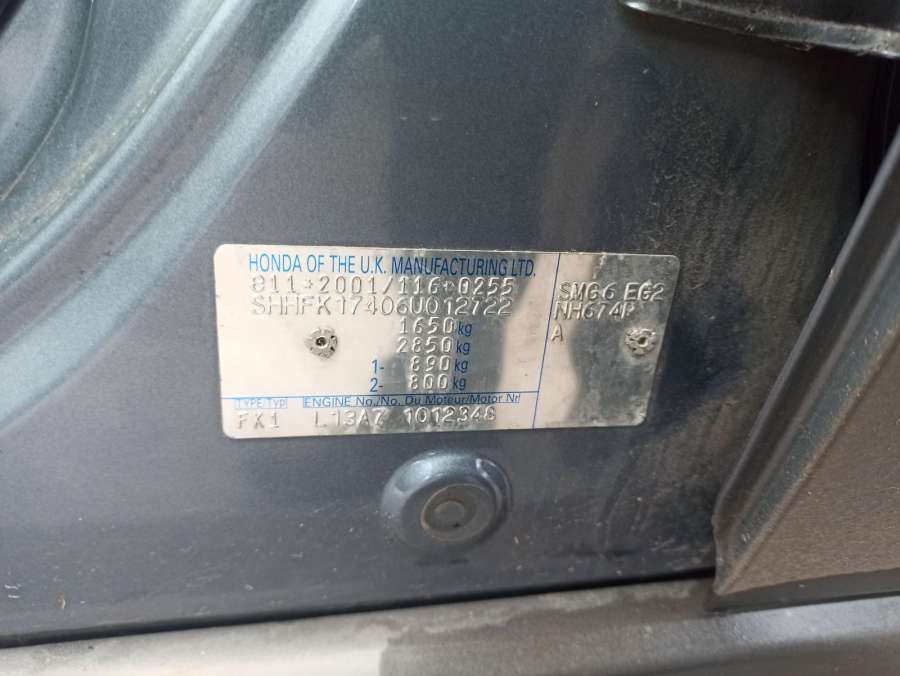 HONDA OF THE U.K. MANUFACTURING LTD.
e11*2001/116*0255
SHHFK17406U012722
1650 kg
2850 kg
1- 890 kg
2- 800 kg
TYPE/TYP ENGINE No./No. Du Moteur/Motor Nr
FK1 L13A7 1012348
SMG6 EG2
NH674P
A